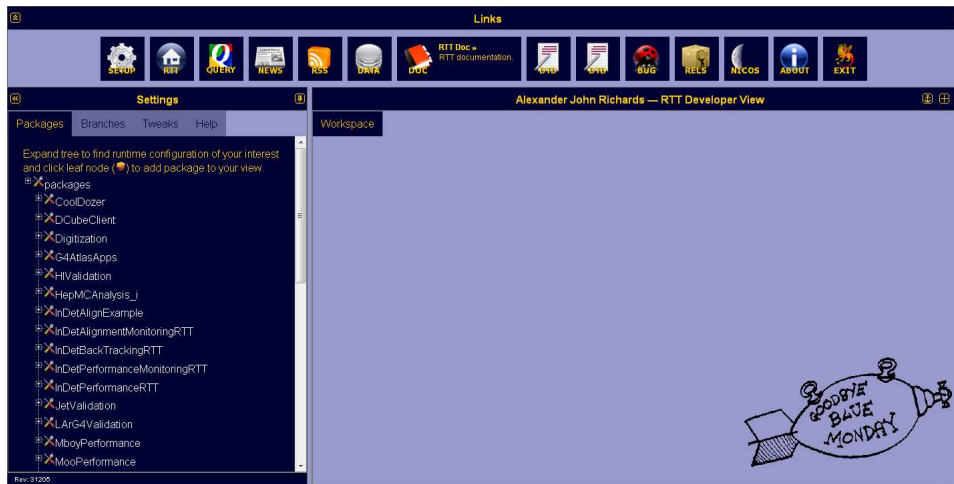 Links
SETUP
RTT
QUERY
NEWS
RSS
DATA
DOC
RTT Doc »
RTT documentation.
BUG
RELS
NICOS
ABOUT
EXIT
Settings
Alexander John Richards — RTT Developer View
Packages Branches Tweaks Help
Workspace
Expand tree to find runtime configuration of your interest
and click leaf node ( ) to add package to your view.
packages
CoolDozer
DCubeClient
Digitization
G4AtlasApps
HIValidation
HepMCAnalysis_i
InDetAlignExample
InDetAlignmentMonitoringRTT
InDetBackTrackingRTT
InDetPerformanceMonitoringRTT
InDetPerformanceRTT
JetValidation
LArG4Validation
MboyPerformance
MooPerformance
GOODBYE
BLUE
MONDAY
Rev: 31205